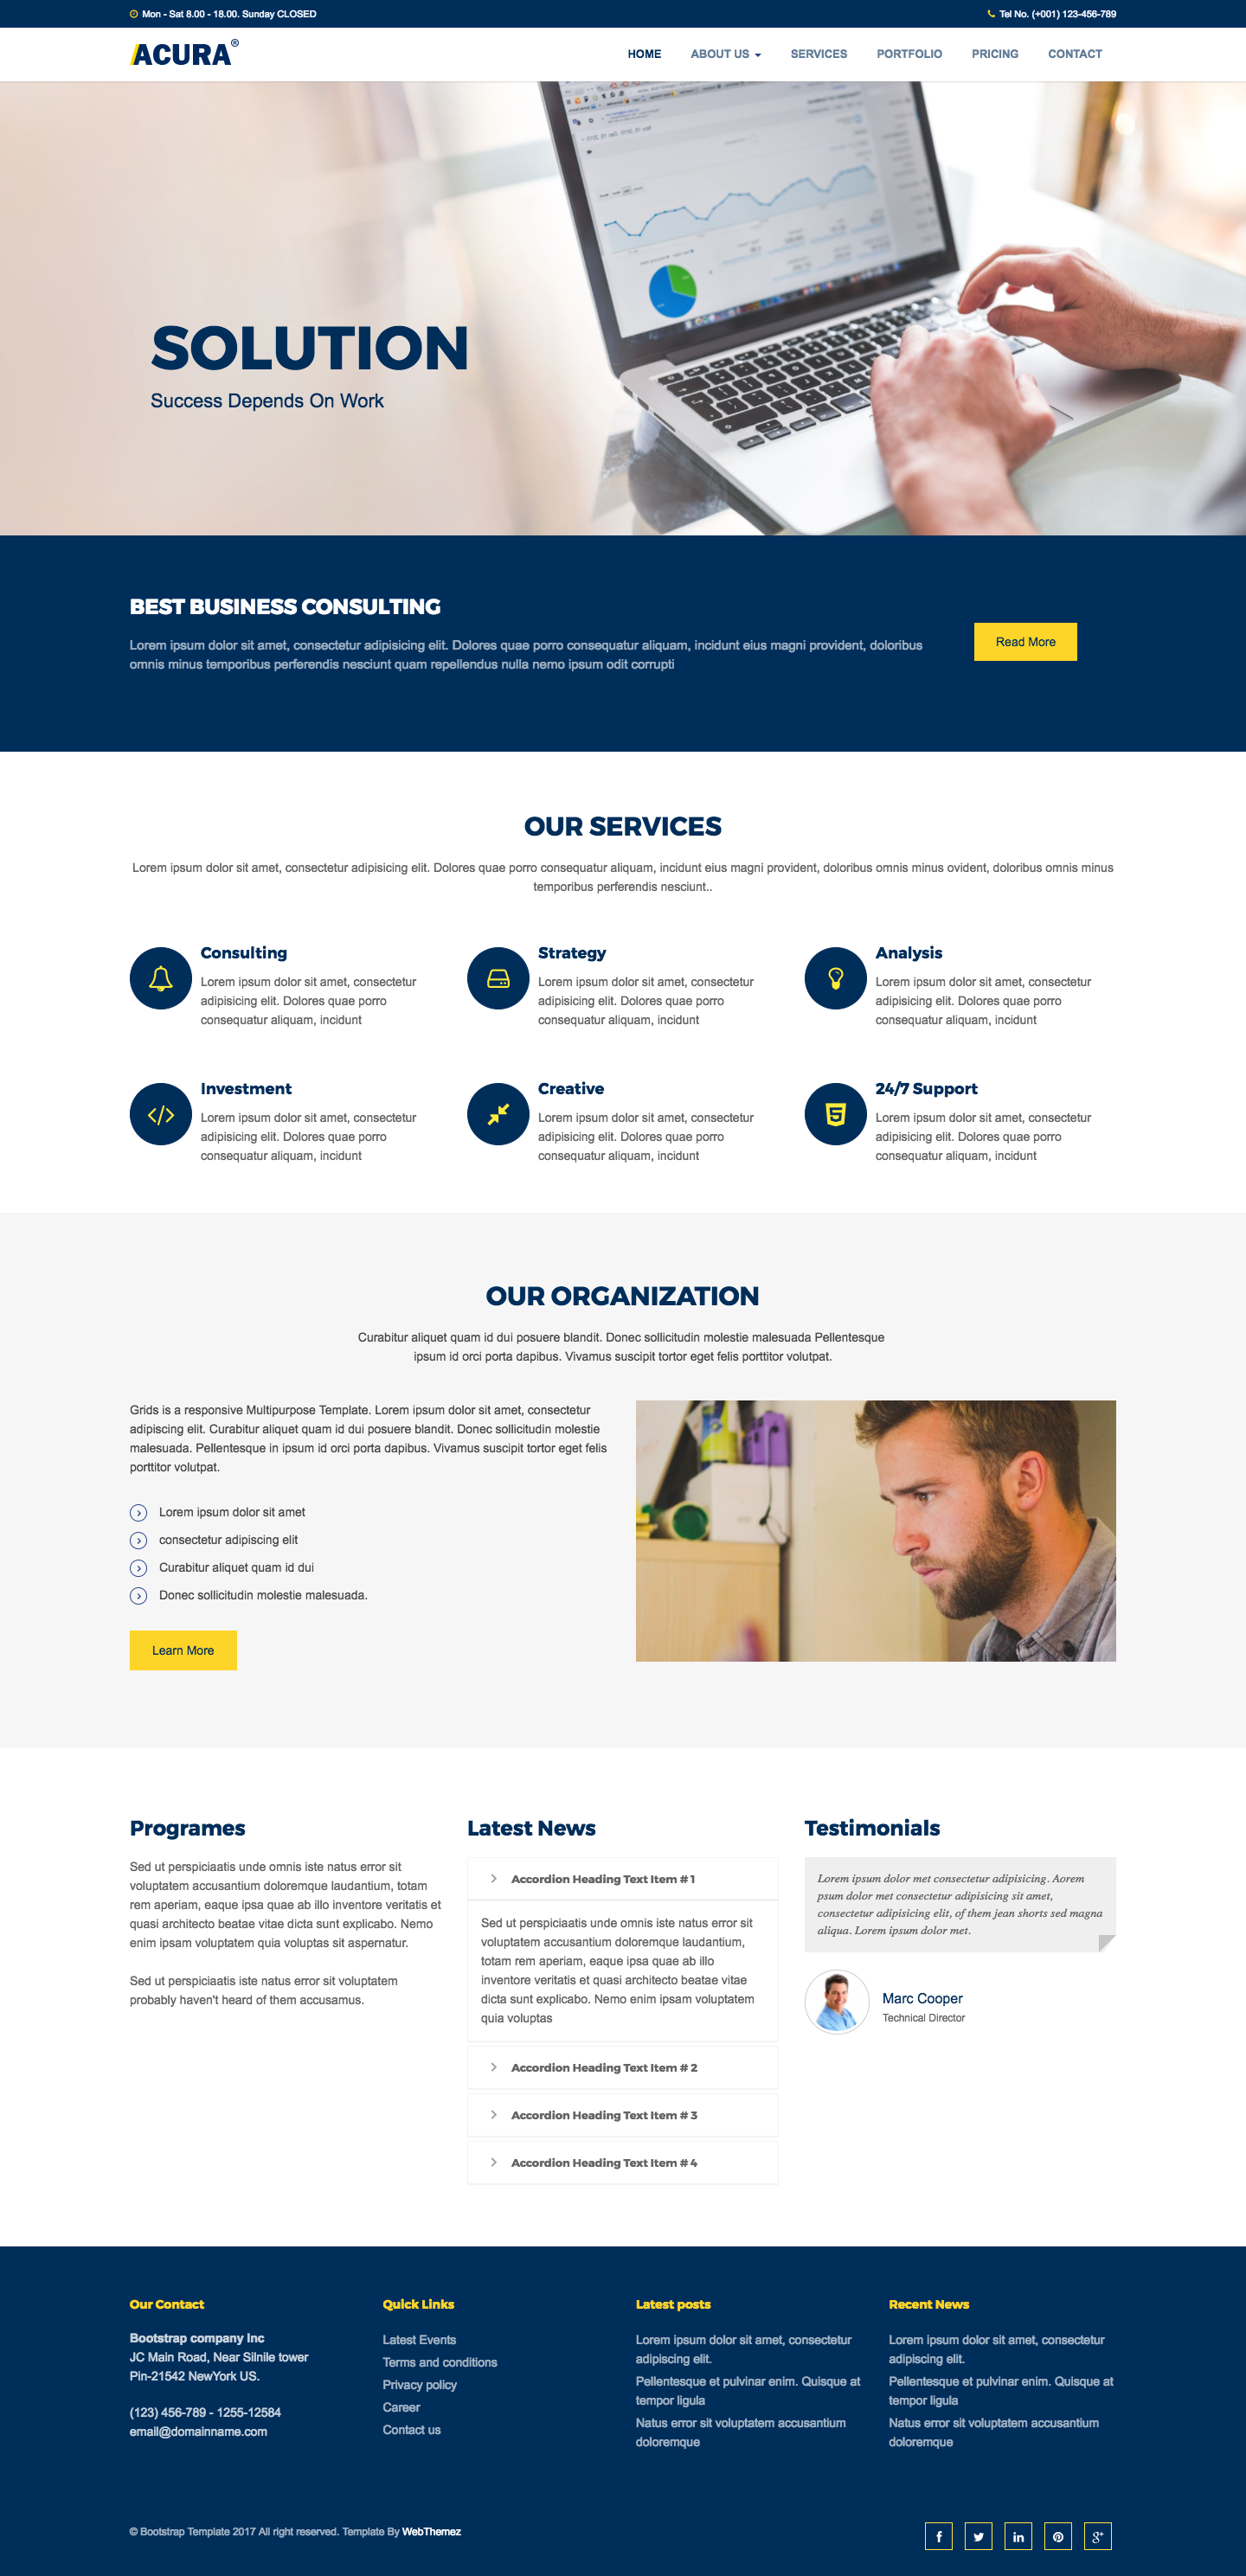 Mon - Sat 8.00 - 18.00. Sunday CLOSED
Tel No. (+001) 123-456-789
ACURA®
HOME
ABOUT US
SERVICES
PORTFOLIO
PRICING
CONTACT
SOLUTION
Success Depends On Work
BEST BUSINESS CONSULTING
Lorem ipsum dolor sit amet, consectetur adipisicing elit. Dolores quae porro consequatur aliquam, incidunt eius magni provident, doloribus
omnis minus temporibus perferendis nesciunt quam repellendus nulla nemo ipsum odit corrupti
Read More
OUR SERVICES
Lorem ipsum dolor sit amet, consectetur adipisicing elit. Dolores quae porro consequatur aliquam, incidunt eius magni provident, doloribus omnis minus ovident, doloribus omnis minus
temporibus perferendis nesciunt..
Consulting
Lorem ipsum dolor sit amet, consectetur
adipisicing elit. Dolores quae porro
consequatur aliquam, incidunt
Strategy
Lorem ipsum dolor sit amet, consectetur
adipisicing elit. Dolores quae porro
consequatur aliquam, incidunt
Analysis
Lorem ipsum dolor sit amet, consectetur
adipisicing elit. Dolores quae porro
consequatur aliquam, incidunt
Investment
Lorem ipsum dolor sit amet, consectetur
adipisicing elit. Dolores quae porro
consequatur aliquam, incidunt
Creative
Lorem ipsum dolor sit amet, consectetur
adipisicing elit. Dolores quae porro
consequatur aliquam, incidunt
24/7 Support
Lorem ipsum dolor sit amet, consectetur
adipisicing elit. Dolores quae porro
consequatur aliquam, incidunt
OUR ORGANIZATION
Curabitur aliquet quam id dui posuere blandit. Donec sollicitudin molestie malesuada Pellentesque
ipsum id orci porta dapibus. Vivamus suscipit tortor eget felis porttitor volutpat.
Grids is a responsive Multipurpose Template. Lorem ipsum dolor sit amet, consectetur
adipiscing elit. Curabitur aliquet quam id dui posuere blandit. Donec sollicitudin molestie
malesuada. Pellentesque in ipsum id orci porta dapibus. Vivamus suscipit tortor eget felis
porttitor volutpat.
Lorem ipsum dolor sit amet
consectetur adipiscing elit
Curabitur aliquet quam id dui
Donec sollicitudin molestie malesuada.
Learn More
Programes
Sed ut perspiciaatis unde omnis iste natus error sit
voluptatem accusantium doloremque laudantium, totam
rem aperiam, eaque ipsa quae ab illo inventore veritatis et
quasi architecto beatae vitae dicta sunt explicabo. Nemo
enim ipsam voluptatem quia voluptas sit aspernatur.
Sed ut perspiciaatis iste natus error sit voluptatem
probably haven't heard of them accusamus.
Latest News
Accordion Heading Text Item # 1
Sed ut perspiciaatis unde omnis iste natus error sit
voluptatem accusantium doloremque laudantium,
totam rem aperiam, eaque ipsa quae ab illo
inventore veritatis et quasi architecto beatae vitae
dicta sunt explicabo. Nemo enim ipsam voluptatem
quia voluptas
Accordion Heading Text Item # 2
Accordion Heading Text Item # 3
Accordion Heading Text Item # 4
Testimonials
Lorem ipsum dolor met consectetur adipisicing. Aorem
psum dolor met consectetur adipisicing sit amet,
consectetur adipisicing elit, of them jean shorts sed magna
aliqua. Lorem ipsum dolor met.
Marc Cooper
Technical Director
Our Contact
Bootstrap company Inc
JC Main Road, Near Silnile tower
Pin-21542 NewYork US.
(123) 456-789 - 1255-12584
email@domainname.com
Quick Links
Latest Events
Terms and conditions
Privacy policy
Career
Contact us
Latest posts
Lorem ipsum dolor sit amet, consectetur
adipiscing elit.
Pellentesque et pulvinar enim. Quisque at
tempor ligula
Natus error sit voluptatem accusantium
doloremque
Recent News
Lorem ipsum dolor sit amet, consectetur
adipiscing elit.
Pellentesque et pulvinar enim. Quisque at
tempor ligula
Natus error sit voluptatem accusantium
doloremque
© Bootstrap Template 2017 All right reserved. Template By WebThemez